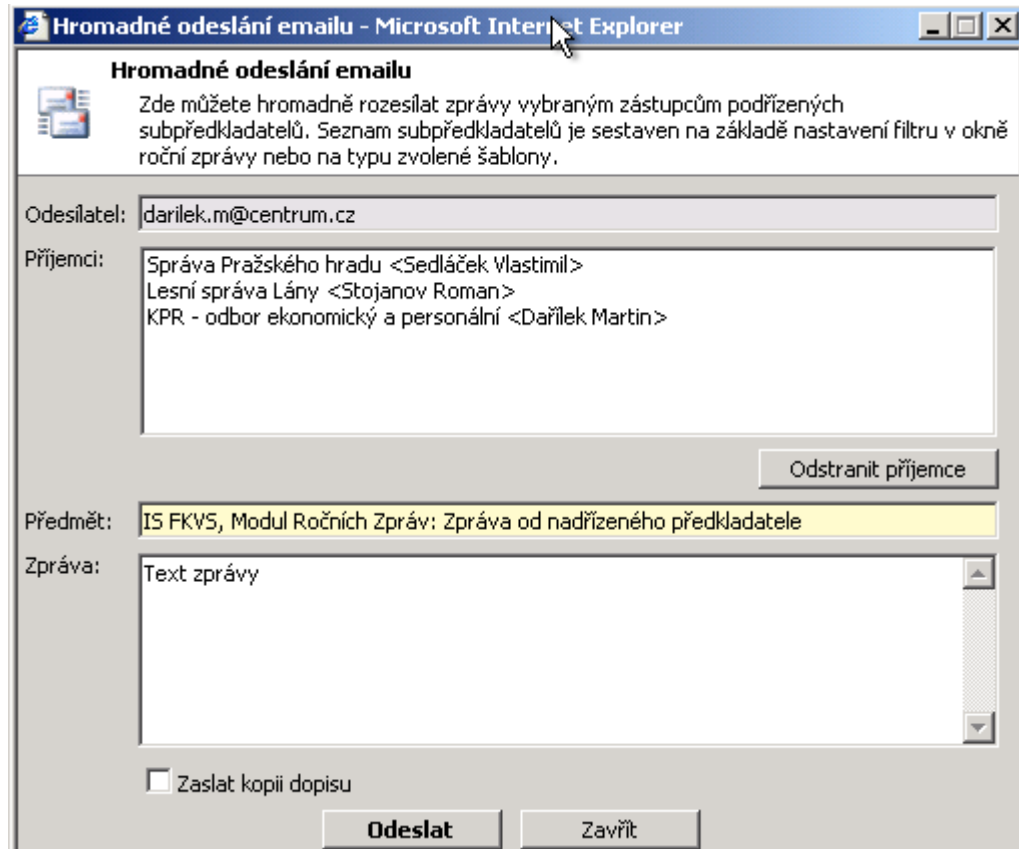 Hromadné odeslání emailu - Microsoft Internet Explorer
Hromadné odeslání emailu
Zde můžete hromadně rozesílat zprávy vybraným zástupcům podřízených
subpředkladatelů. Seznam subpředkladatelů je sestaven na základě nastavení filtru v okně
roční zprávy nebo na typu zvolené šablony.
Odesílatel: darilek.m@centrum.cz
Příjemci:
Správa Pražského hradu <Sedláček Vlastimil>
Lesní správa Lány <Stojanov Roman>
KPR - odbor ekonomický a personální <Dařílek Martin>
Odstranit příjemce
Předmět: IS FKVS, Modul Ročních Zpráv: Zpráva od nadřízeného předkladatele
Zpráva: Text zprávy
Zaslat kopii dopisu
Odeslat Zavřít